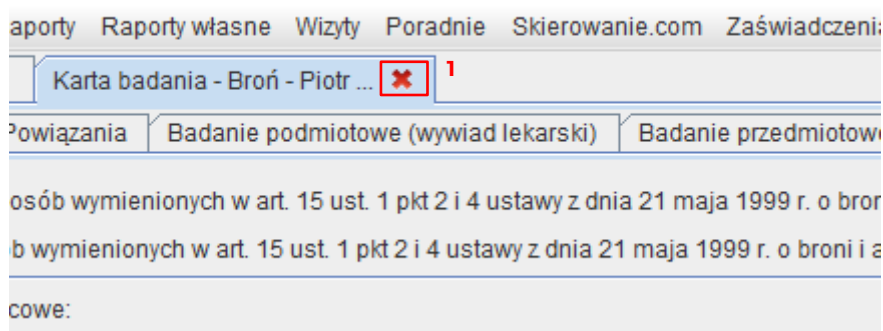 aporty Raporty własne Wizyty Poradnie Skierowanie.com Zaświadczenia
Karta badania - Broń - Piotr ... 1
Powiązania Badanie podmiotowe (wywiad lekarski) Badanie przedmiotowe
osób wymienionych w art. 15 ust. 1 pkt 2 i 4 ustawy z dnia 21 maja 1999 r. o bron
b wymienionych w art. 15 ust. 1 pkt 2 i 4 ustawy z dnia 21 maja 1999 r. o broni i a
cowe: